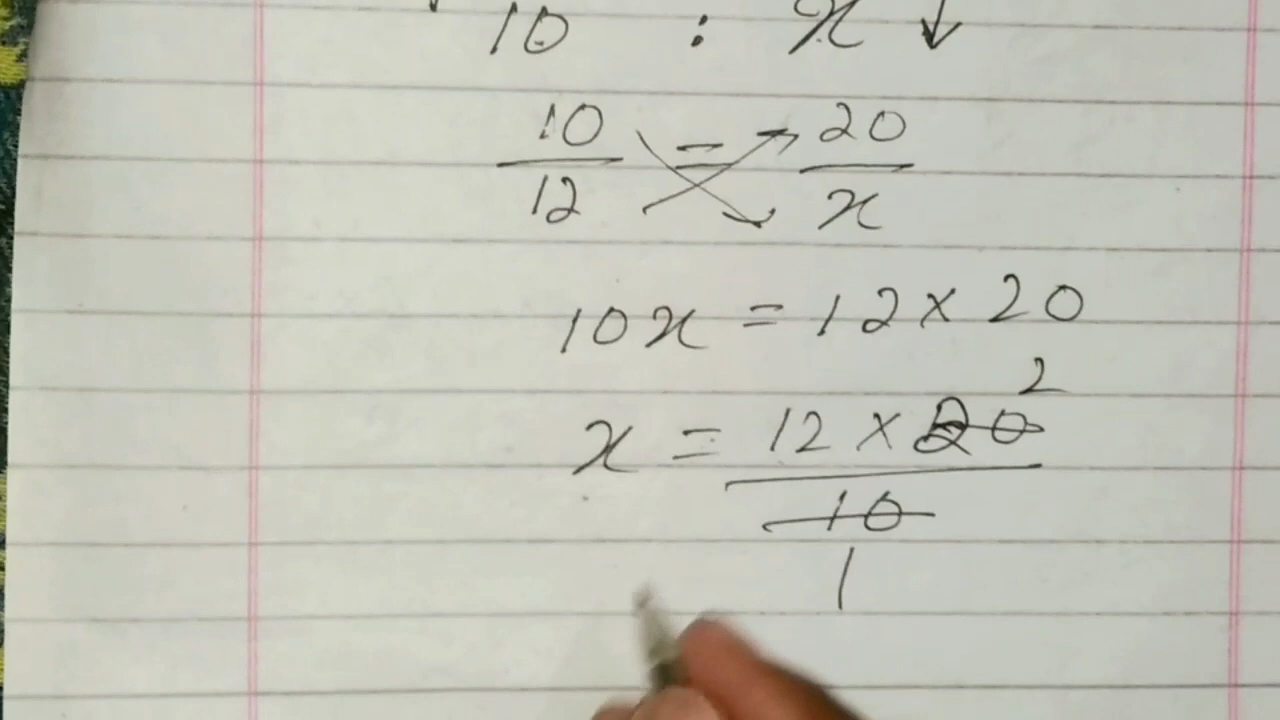 10 : x ↓
10/12 = 20/x
10x = 12 × 20
2
x = 12 × 20
10
1